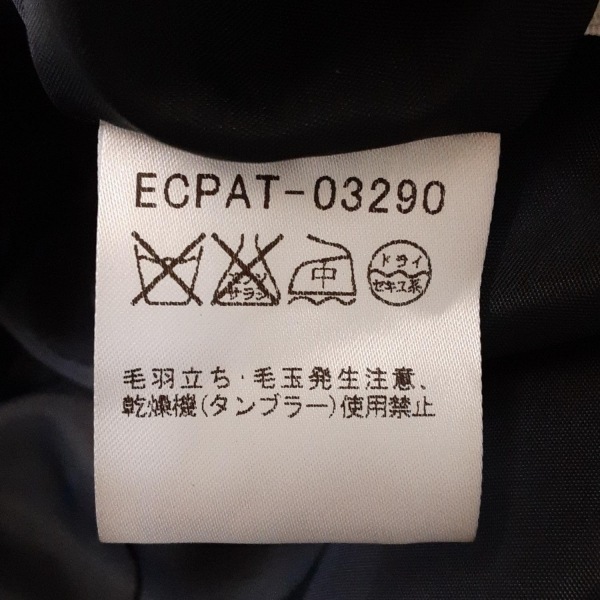 ECPAT-03290
エンソ サラシ 中 ドライ セキユ系
毛羽立ち・毛玉発生注意、
乾燥機(タンブラー)使用禁止